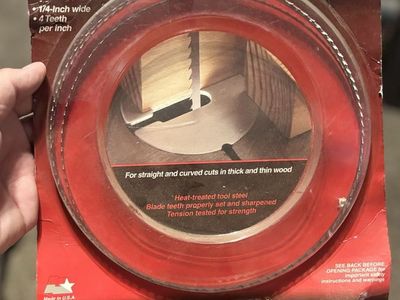 • 1/4-Inch wide
• 4 Teeth
per inch
For straight and curved cuts in thick and thin wood
Heat-treated tool steel
Blade teeth properly set and sharpened
Tension tested for strength
SEE BACK BEFORE
OPENING PACKAGE for
important safety
instructions and warnings
Made in U.S.A.